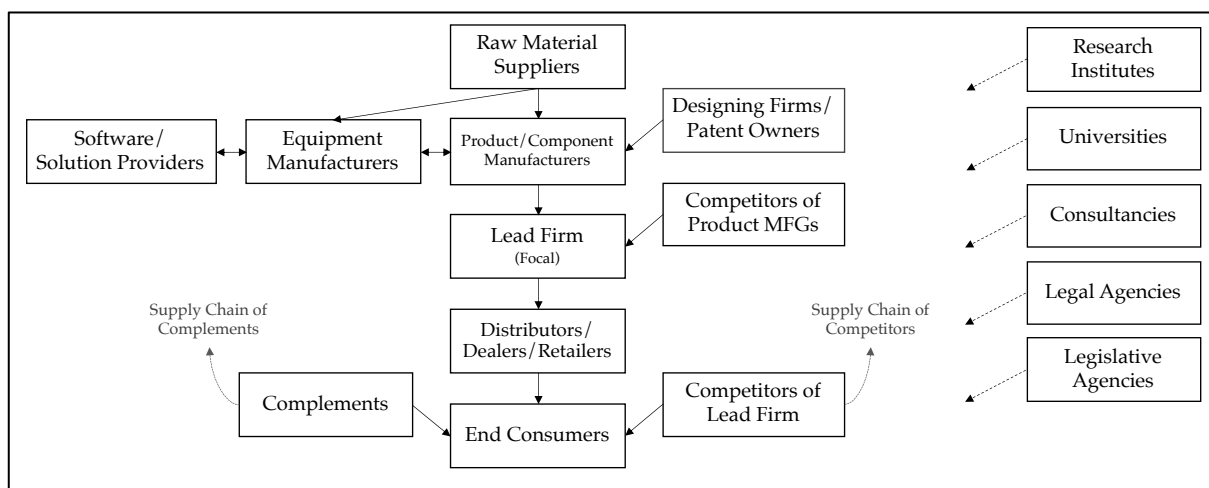 Raw Material
Suppliers
Research
Institutes
Software/
Solution Providers
Equipment
Manufacturers
Product/Component
Manufacturers
Designing Firms/
Patent Owners
Universities
Lead Firm
(Focal)
Competitors of
Product MFGs
Consultancies
Supply Chain of
Complements
Distributors/
Dealers/Retailers
Supply Chain of
Competitors
Legal Agencies
Complements
End Consumers
Competitors of
Lead Firm
Legislative
Agencies